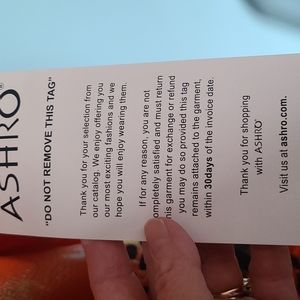 ASHRO®
"DO NOT REMOVE THIS TAG"
Thank you for your selection from
our catalog. We enjoy offering you
our most exciting fashions and we
hope you will enjoy wearing them.
If for any reason, you are not
completely satisfied and must return
this garment for exchange or refund
you may do so provided this tag
remains attached to the garment,
within 30days of the invoice date.
Thank you for shopping
with ASHRO®
Visit us at ashro.com